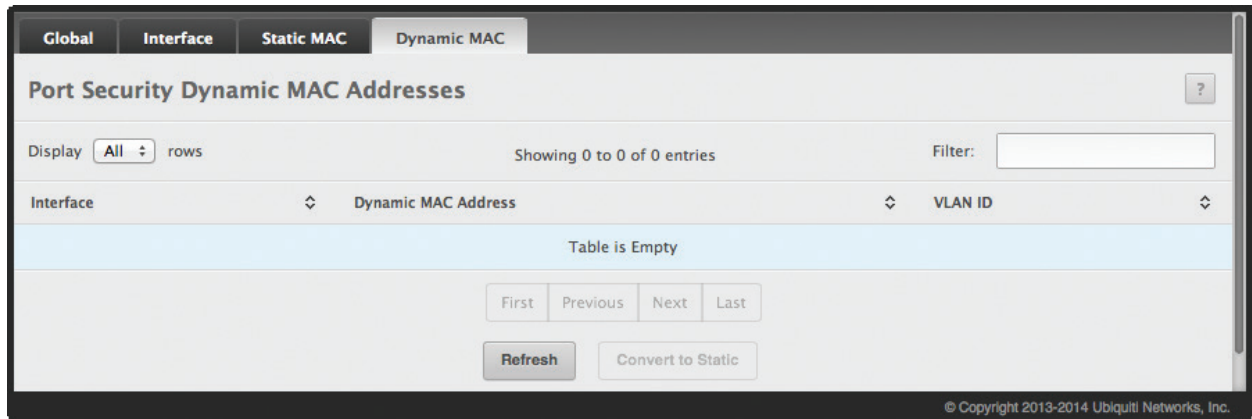 Global Interface Static MAC Dynamic MAC
Port Security Dynamic MAC Addresses ?
Display All rows Showing 0 to 0 of 0 entries Filter:
Interface Dynamic MAC Address VLAN ID
Table is Empty
First Previous Next Last
Refresh Convert to Static
© Copyright 2013-2014 Ubiquiti Networks, Inc.